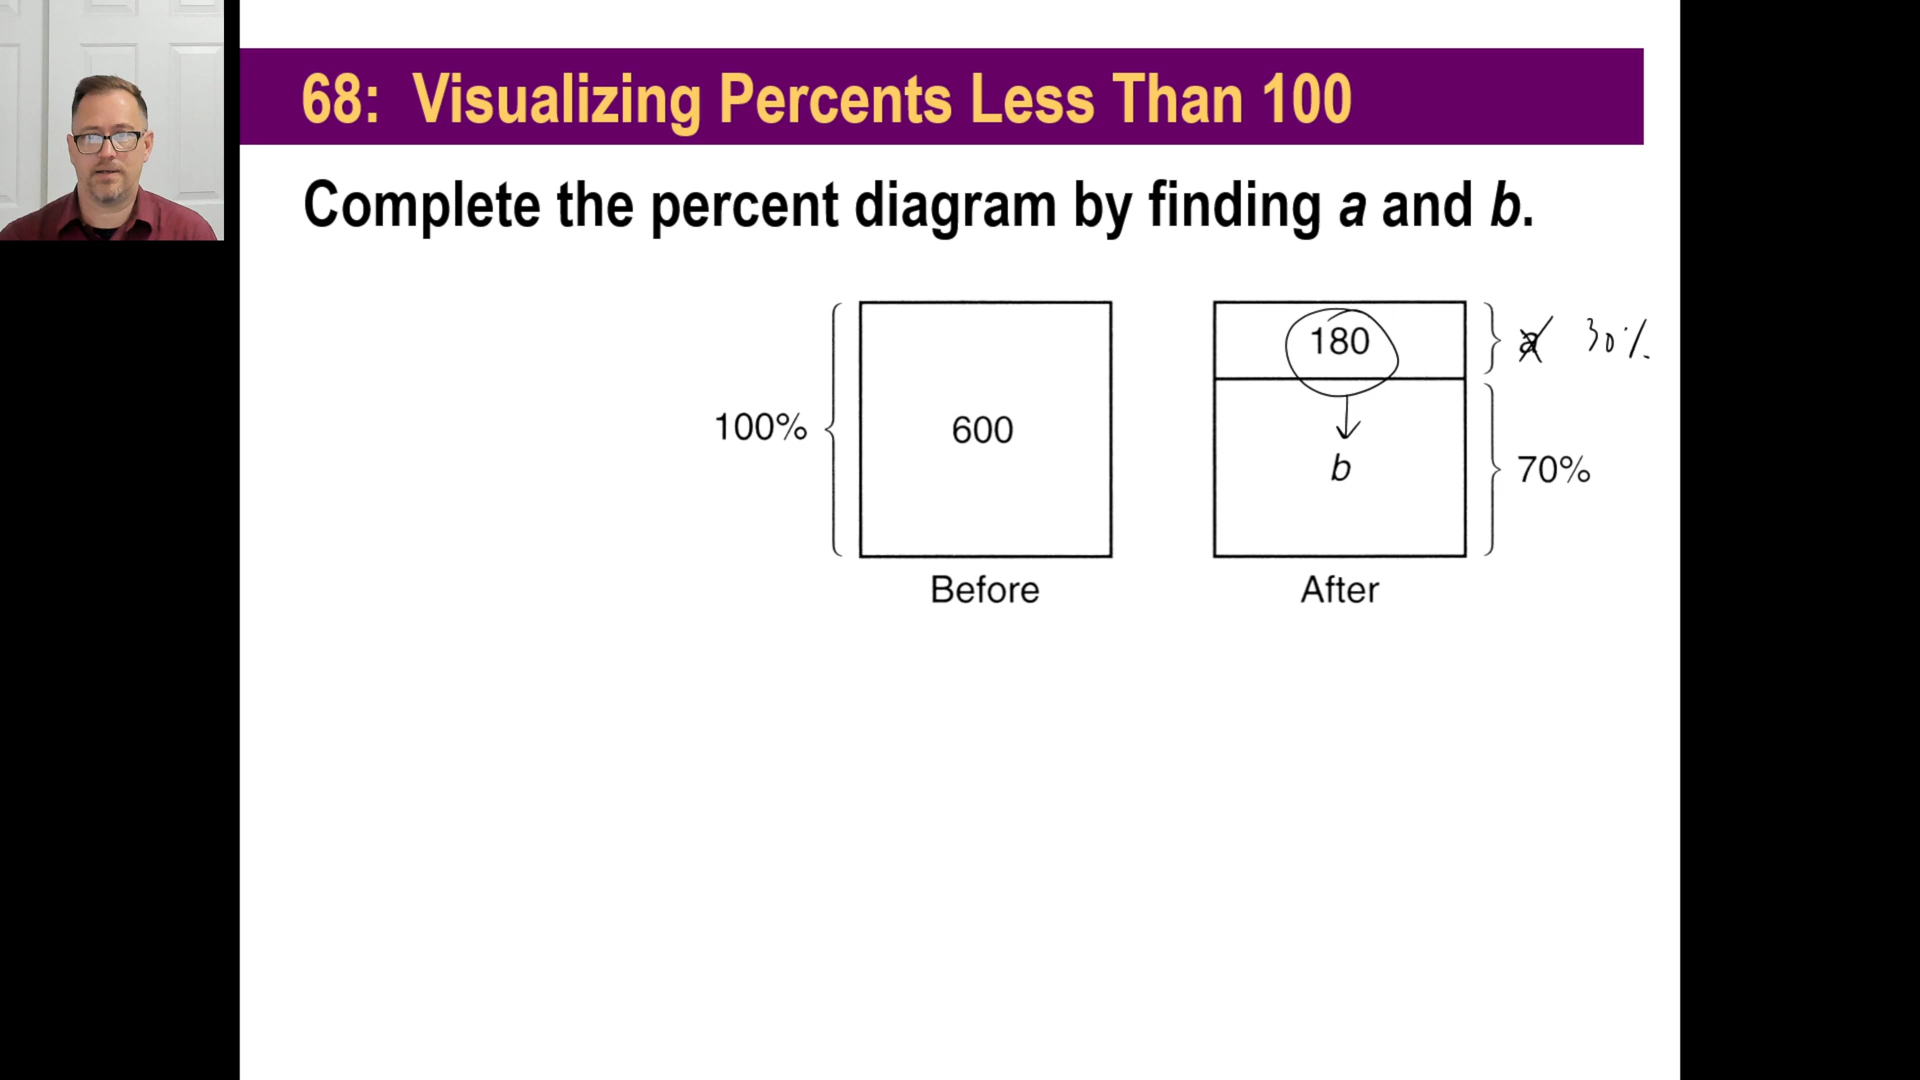 68: Visualizing Percents Less Than 100
Complete the percent diagram by finding a and b.
180
a 30%
100%
600
b
70%
Before
After